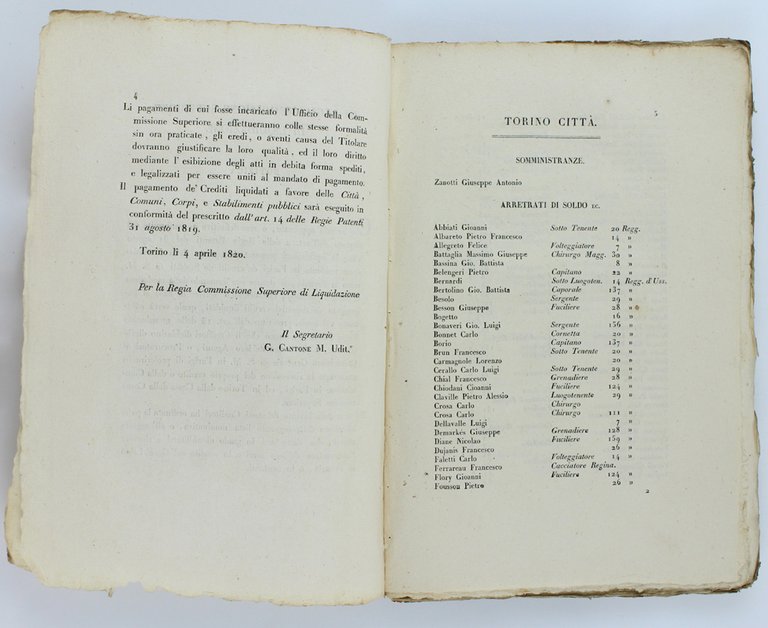 4
Li pagamenti di cui fosse incaricato l'Ufficio della Com-
missione Superiore si effettueranno colle stesse formalità
sin ora praticate, gli eredi, o aventi causa del Titolare
dovranno giustificare la loro qualità, ed il loro diritto
mediante l'esibizione degli atti in debita forma spediti,
e legalizzati per essere uniti al mandato di pagamento.
Il pagamento de' Crediti liquidati a favore delle Città,
Comuni, Corpi, e Stabilimenti pubblici sarà eseguito in
conformità del prescritto dall'art. 14 delle Regie Patenti
31 agosto 1819.
Torino li 4 aprile 1820.
Per la Regia Commissione Superiore di Liquidazione
Il Segretario
G. CANTONE M. Udit.e
5
TORINO CITTÀ.
SOMMINISTRANZE.
Zanotti Giuseppe Antonio
ARRETRATI DI SOLDO EC.
Abbiati Gioanni Sotto Tenente 20 Regg.
Albareto Pietro Francesco 14 »
Allegreto Felice Volteggiatore 7 »
Battaglia Massimo Giuseppe Chirurgo Magg. 30 »
Bassina Gio. Battista 8 »
Belengeri Pietro Capitano 22 »
Bernardi Sotto Luogoten. 14 Regg. d'Uss.
Bertolino Gio. Battista Caporale 137 »
Besolo Sergente 29 »
Besson Giuseppe Fuciliere 28 »
Bogetto 16 »
Bonaveri Gio. Luigi Sergente 156 »
Bonnet Carlo Cornetta 20 »
Borio Capitano 137 »
Brun Francesco Sotto Tenente 20 »
Carmagnole Lorenzo 20 »
Cerallo Carlo Luigi Sotto Tenente 29 »
Chial Francesco Grenadiere 28 »
Chiodani Cioanni Fuciliere 124 »
Claville Pietro Alessio Luogotenente 29 »
Crosa Carlo Chirurgo
Crosa Carlo Chirurgo 111 »
Dellavalle Luigi 7 »
Demarkés Giuseppe Grenadiere 128 »
Diane Nicolao Fuciliere 159 »
Dujanis Francesco 26 »
Faletti Carlo Volteggiatore 14 »
Ferrareau Francesco Cacciatore Regina.
Flory Gioanni Fuciliere 124 »
Fousson Pietro 26 »
2